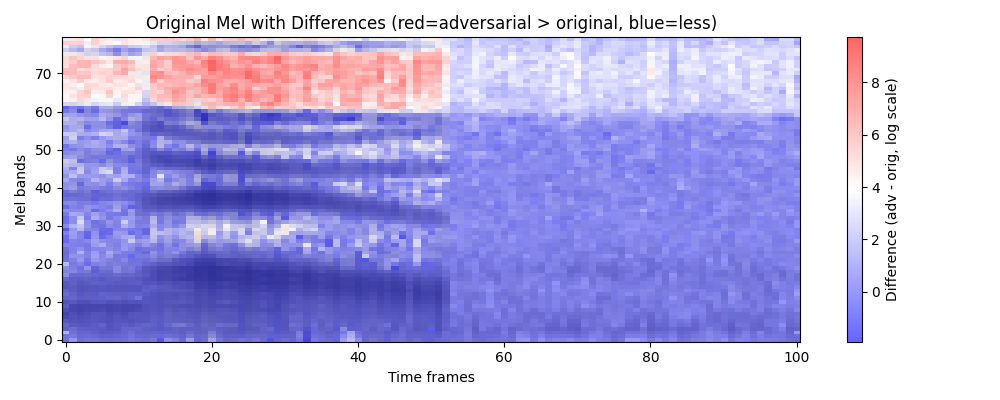 Original Mel with Differences (red=adversarial > original, blue=less)
Mel bands
70
60
50
40
30
20
10
0
0 20 40 60 80 100
Time frames
8
6
4
2
0
Difference (adv - orig, log scale)